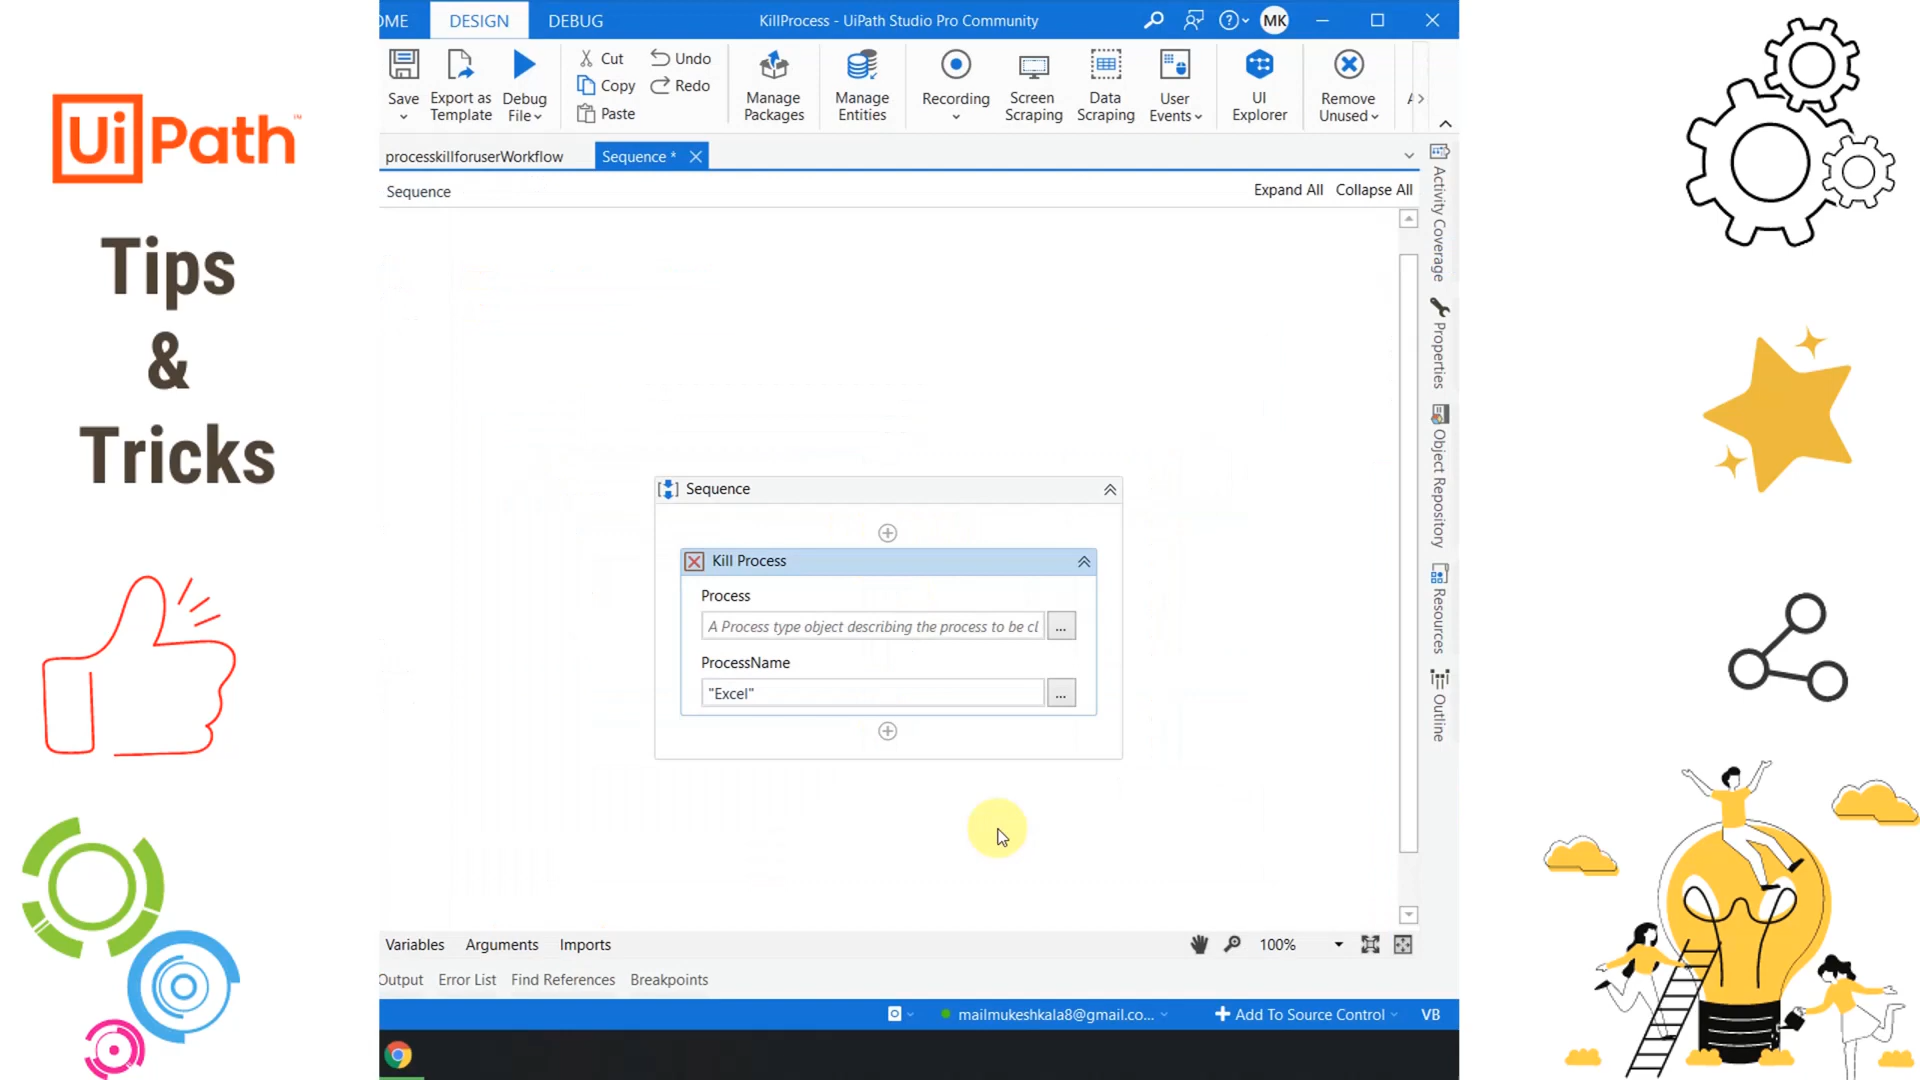 UiPath™
Tips
&
Tricks
OME DESIGN DEBUG KillProcess - UiPath Studio Pro Community MK
Save
Export as Template
Debug File
Cut
Copy
Paste
Undo
Redo
Manage Packages
Manage Entities
Recording
Screen Scraping
Data Scraping
User Events
UI Explorer
Remove Unused
processkillforuserWorkflow Sequence *
Sequence Expand All Collapse All
Activity Coverage
Properties
Object Repository
Resources
Outline
Sequence
Kill Process
Process
A Process type object describing the process to be cl ...
ProcessName
"Excel" ...
Variables Arguments Imports 100%
Output Error List Find References Breakpoints
mailmukeshkala8@gmail.co... Add To Source Control VB